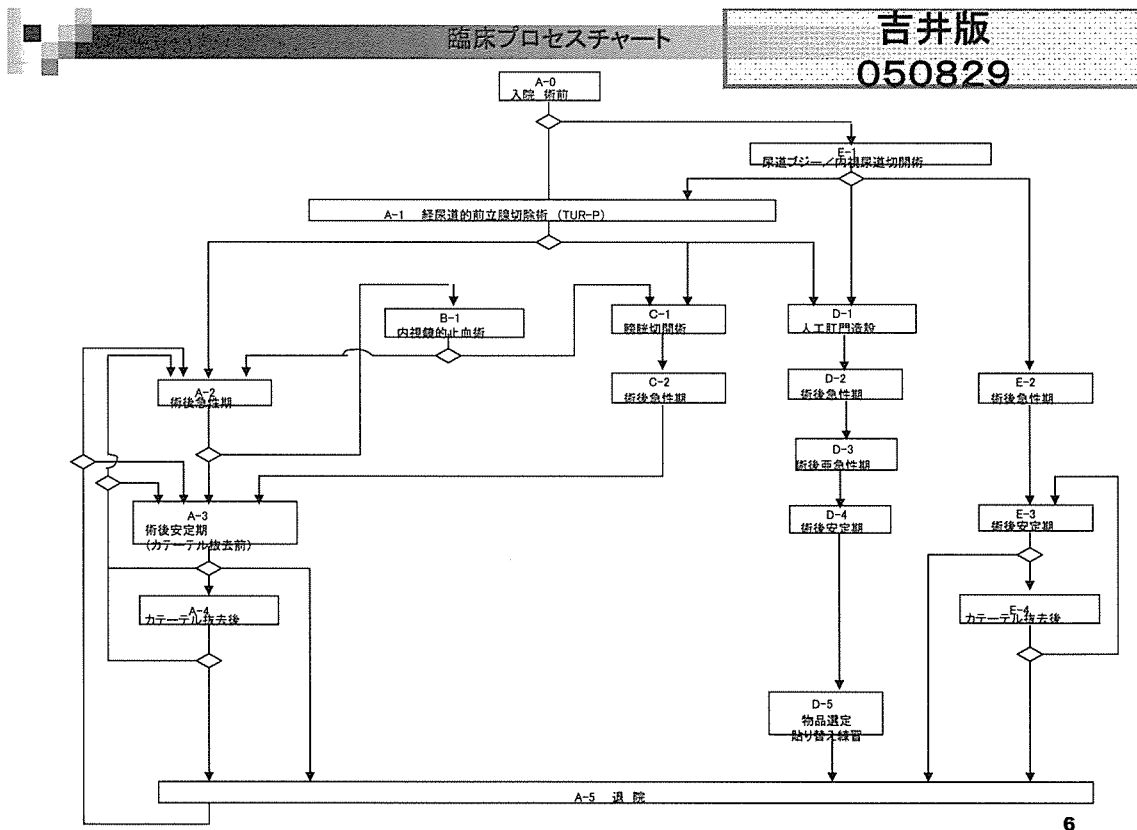 臨床プロセスチャート
吉井版
050829
A-0
入院 術前
E-1
尿道ブジー／内視尿道切開術
A-1 経尿道的前立腺切除術 (TUR-P)
B-1
内視鏡的止血術
C-1
膀胱切開術
D-1
人工肛門造設
A-2
術後急性期
C-2
術後急性期
D-2
術後急性期
E-2
術後急性期
D-3
術後亜急性期
A-3
術後安定期
(カテーテル抜去前)
D-4
術後安定期
E-3
術後安定期
A-4
カテーテル抜去後
E-4
カテーテル抜去後
D-5
物品選定
貼り替え練習
A-5 退 院
6